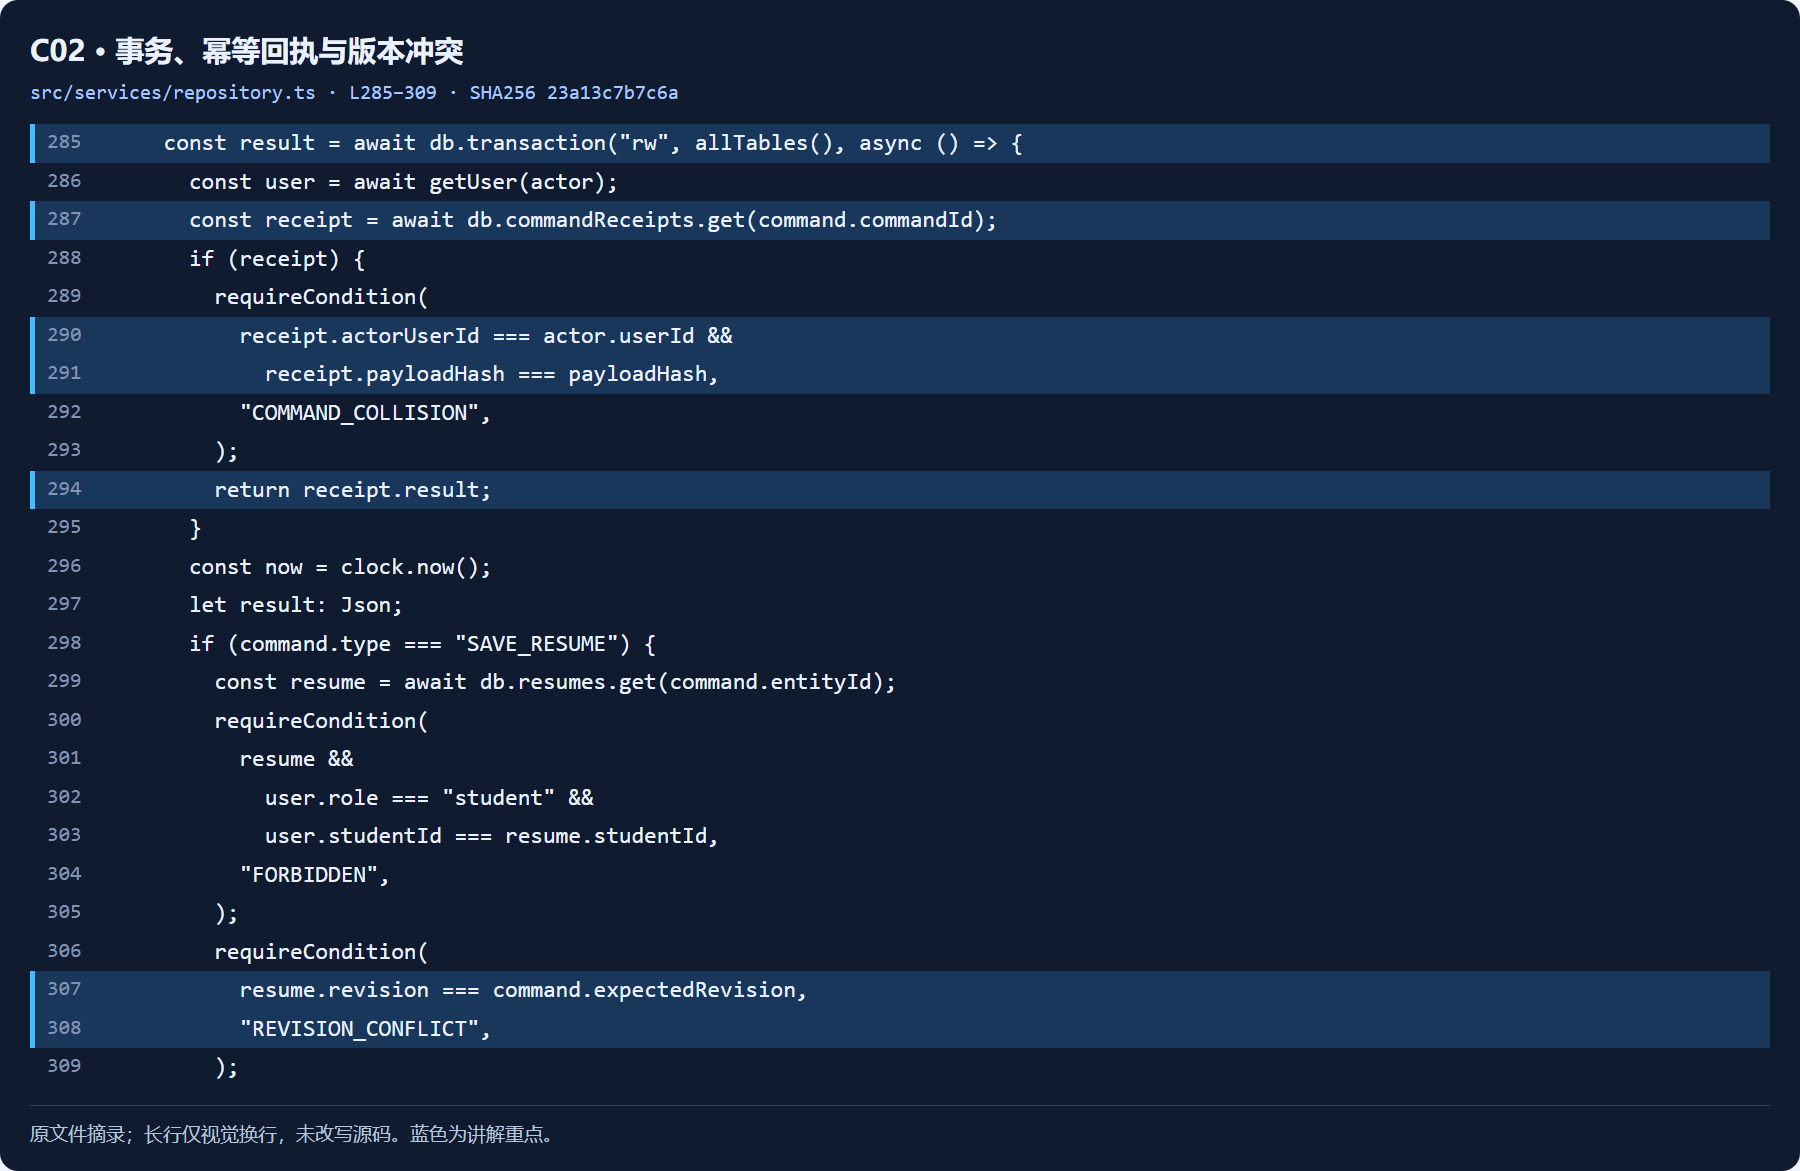 C02 • 事务、幂等回执与版本冲突
src/services/repository.ts · L285–309 · SHA256 23a13c7b7c6a
285 const result = await db.transaction("rw", allTables(), async () => {
286 const user = await getUser(actor);
287 const receipt = await db.commandReceipts.get(command.commandId);
288 if (receipt) {
289 requireCondition(
290 receipt.actorUserId === actor.userId &&
291 receipt.payloadHash === payloadHash,
292 "COMMAND_COLLISION",
293 );
294 return receipt.result;
295 }
296 const now = clock.now();
297 let result: Json;
298 if (command.type === "SAVE_RESUME") {
299 const resume = await db.resumes.get(command.entityId);
300 requireCondition(
301 resume &&
302 user.role === "student" &&
303 user.studentId === resume.studentId,
304 "FORBIDDEN",
305 );
306 requireCondition(
307 resume.revision === command.expectedRevision,
308 "REVISION_CONFLICT",
309 );
原文件摘录；长行仅视觉换行，未改写源码。蓝色为讲解重点。